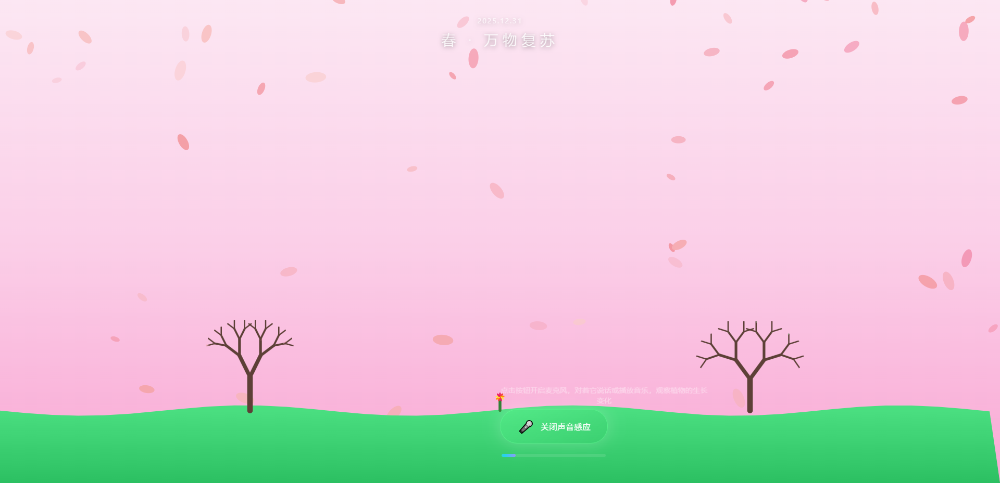 2025.12.31
春 · 万物复苏
点击按钮开启麦克风，对着它说话或播放音乐，观察植物的生长
变化
关闭声音感应